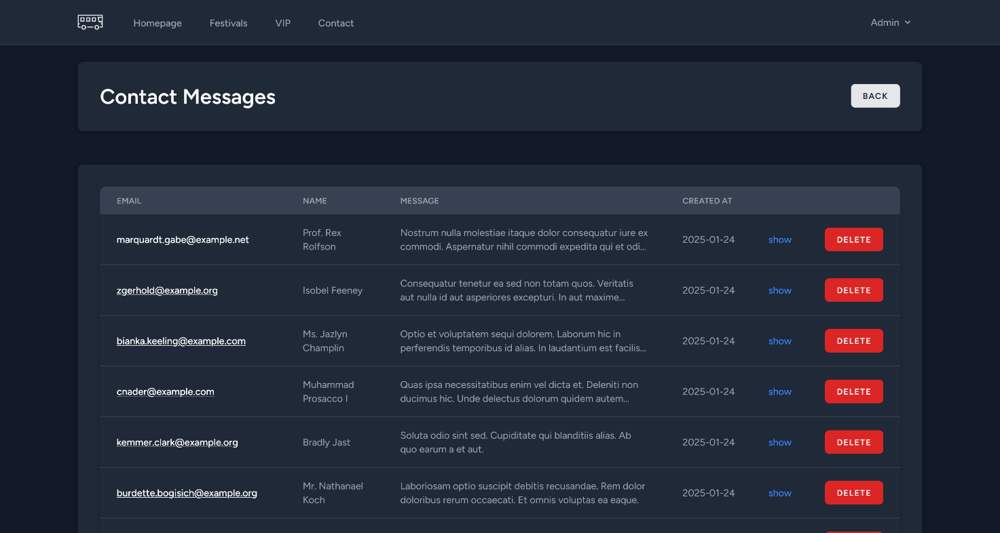 Homepage Festivals VIP Contact Admin
Contact Messages BACK
EMAIL NAME MESSAGE CREATED AT
marquardt.gabe@example.net Prof. Rex Rolfson Nostrum nulla molestiae itaque dolor consequatur iure ex commodi. Aspernatur nihil commodi expedita qui et odi... 2025-01-24 show DELETE
zgerhold@example.org Isobel Feeney Consequatur tenetur ea sed non totam quos. Veritatis aut nulla id aut asperiores excepturi. In aut maxime... 2025-01-24 show DELETE
bianka.keeling@example.com Ms. Jazlyn Champlin Optio et voluptatem sequi dolorem. Laborum hic in perferendis temporibus id alias. In laudantium est facilis... 2025-01-24 show DELETE
cnader@example.com Muhammad Prosacco I Quas ipsa necessitatibus enim vel dicta et. Deleniti non ducimus hic. Unde delectus dolorum quidem autem... 2025-01-24 show DELETE
kemmer.clark@example.org Bradly Jast Soluta odio sint sed. Cupiditate qui blanditiis alias. Ab quo earum a et aut. 2025-01-24 show DELETE
burdette.bogisich@example.org Mr. Nathanael Koch Laboriosam optio suscipit debitis recusandae. Rem dolor doloribus rerum occaecati. Et omnis voluptas ea eaque. 2025-01-24 show DELETE